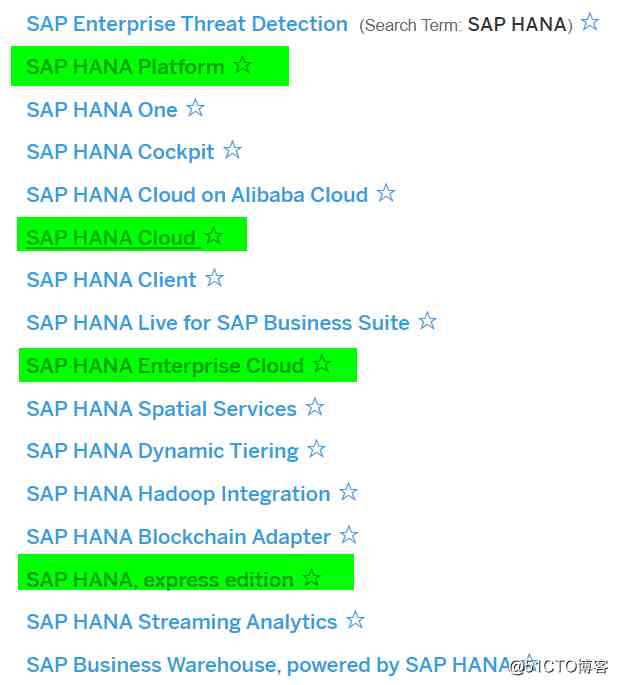 SAP Enterprise Threat Detection (Search Term: SAP HANA) ☆
SAP HANA Platform ☆
SAP HANA One ☆
SAP HANA Cockpit ☆
SAP HANA Cloud on Alibaba Cloud ☆
SAP HANA Cloud ☆
SAP HANA Client ☆
SAP HANA Live for SAP Business Suite ☆
SAP HANA Enterprise Cloud ☆
SAP HANA Spatial Services ☆
SAP HANA Dynamic Tiering ☆
SAP HANA Hadoop Integration ☆
SAP HANA Blockchain Adapter ☆
SAP HANA, express edition ☆
SAP HANA Streaming Analytics ☆
SAP Business Warehouse, powered by SAP HANA ☆
@51CTO博客